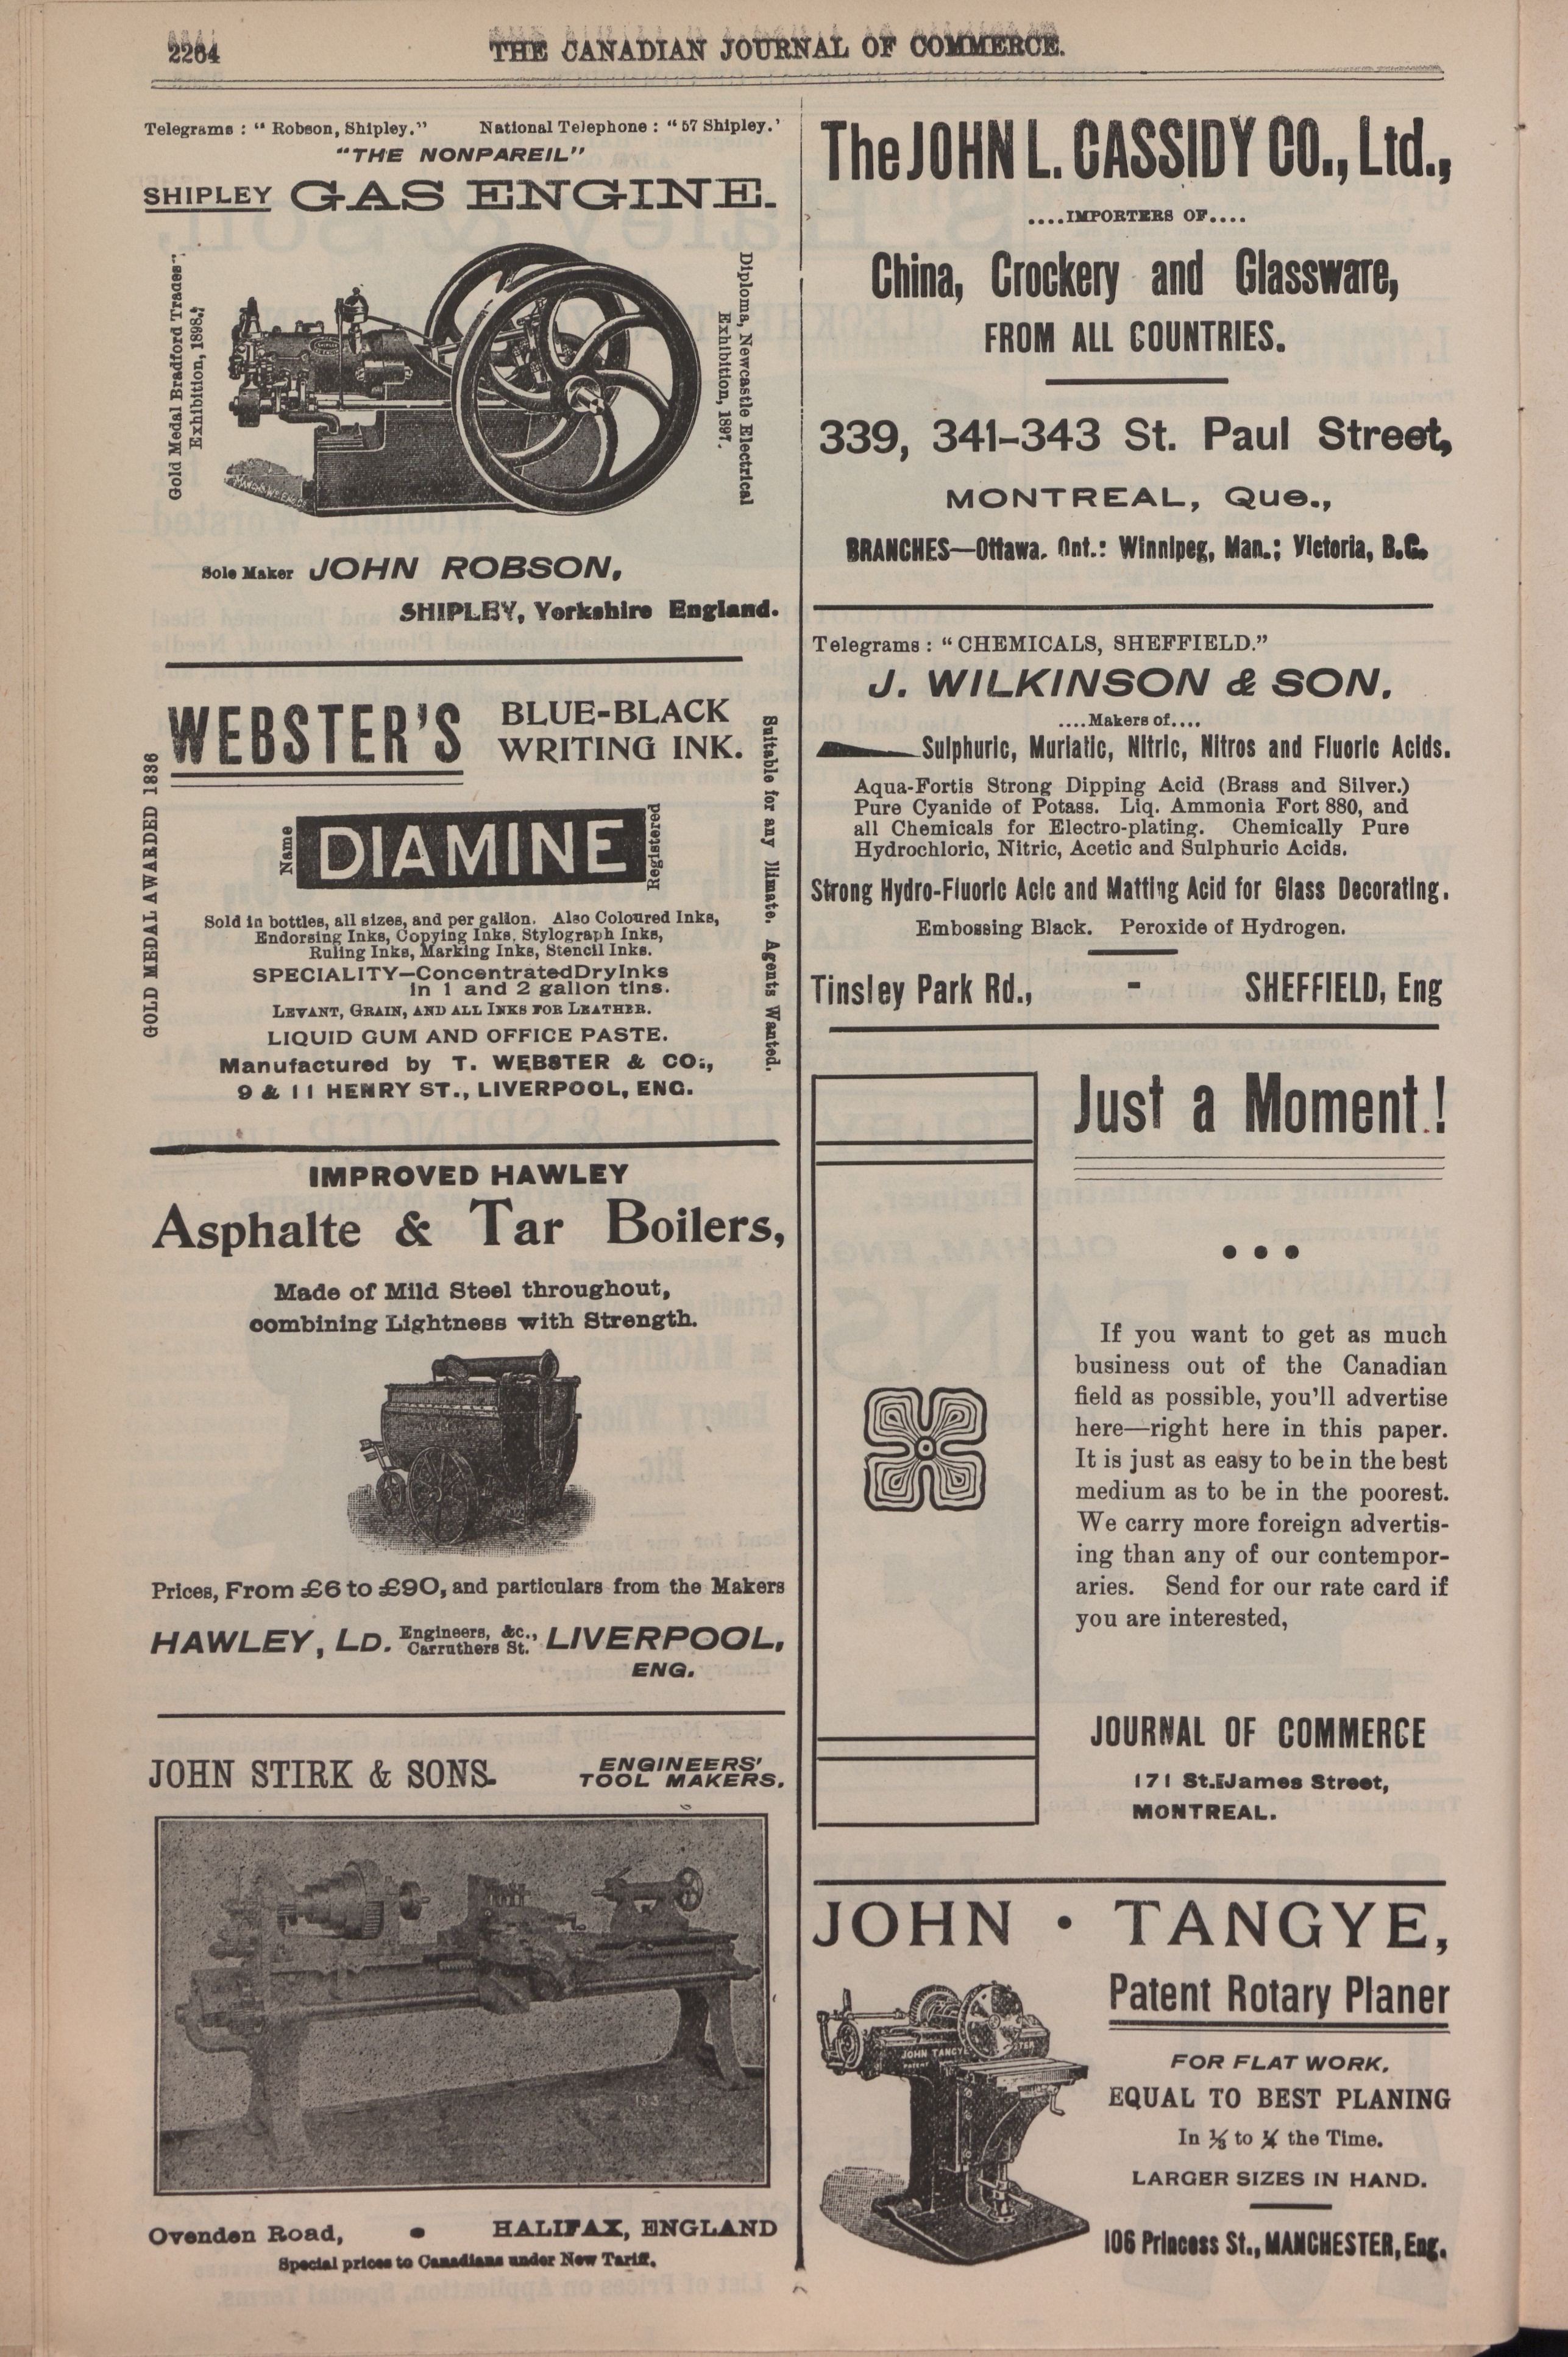 2264
THE CANADIAN JOURNAL OF COMMERCE.
Telegrams : "Robson, Shipley." National Telephone : "57 Shipley.'
"THE NONPAREIL"
SHIPLEY GAS ENGINE.
Gold Medal Bradford Trades'
Exhibition, 1898.
Diploma, Newcastle Electrical
Exhibition, 1897.
Sole Maker JOHN ROBSON,
SHIPLEY, Yorkshire England.
WEBSTER'S BLUE-BLACK
WRITING INK.
GOLD MEDAL AWARDED 1886
Name DIAMINE Registered
Suitable for any limate. Agents Wanted.
Sold in bottles, all sizes, and per gallon. Also Coloured Inks,
Endorsing Inks, Copying Inks, Stylograph Inks,
Ruling Inks, Marking Inks, Stencil Inks.
SPECIALITY—Concentrated Dry Inks
in 1 and 2 gallon tins.
LEVANT, GRAIN, AND ALL INKS FOR LEATHER.
LIQUID GUM AND OFFICE PASTE.
Manufactured by T. WEBSTER & CO.,
9 & 11 HENRY ST., LIVERPOOL, ENG.
IMPROVED HAWLEY
Asphalte & Tar Boilers,
Made of Mild Steel throughout,
combining Lightness with Strength.
Prices, From £6 to £90, and particulars from the Makers
HAWLEY, LD. Engineers, &c., Carruthers St. LIVERPOOL,
ENG.
JOHN STIRK & SONS. ENGINEERS'
TOOL MAKERS.
Ovenden Road, • HALIFAX, ENGLAND
Special prices to Canadians under New Tariff.
The JOHN L. CASSIDY CO., Ltd.,
....IMPORTERS OF....
China, Crockery and Glassware,
FROM ALL COUNTRIES.
339, 341-343 St. Paul Street,
MONTREAL, Que.,
BRANCHES—Ottawa. Ont.: Winnipeg, Man.; Victoria, B.C.
Telegrams : "CHEMICALS, SHEFFIELD."
J. WILKINSON & SON.
....Makers of....
Sulphuric, Muriatic, Nitric, Nitros and Fluoric Acids.
Aqua-Fortis Strong Dipping Acid (Brass and Silver.)
Pure Cyanide of Potass. Liq. Ammonia Fort 880, and
all Chemicals for Electro-plating. Chemically Pure
Hydrochloric, Nitric, Acetic and Sulphuric Acids.
Strong Hydro-Fluoric Acic and Matting Acid for Glass Decorating.
Embossing Black. Peroxide of Hydrogen.
Tinsley Park Rd., - SHEFFIELD, Eng
Just a Moment!
• • •
If you want to get as much
business out of the Canadian
field as possible, you'll advertise
here—right here in this paper.
It is just as easy to be in the best
medium as to be in the poorest.
We carry more foreign advertis-
ing than any of our contempor-
aries. Send for our rate card if
you are interested,
JOURNAL OF COMMERCE
171 St. James Street,
MONTREAL.
JOHN • TANGYE,
Patent Rotary Planer
JOHN TANGYE
PATENT
FOR FLAT WORK,
EQUAL TO BEST PLANING
In ⅓ to ¼ the Time.
LARGER SIZES IN HAND.
106 Princess St., MANCHESTER, Eng.